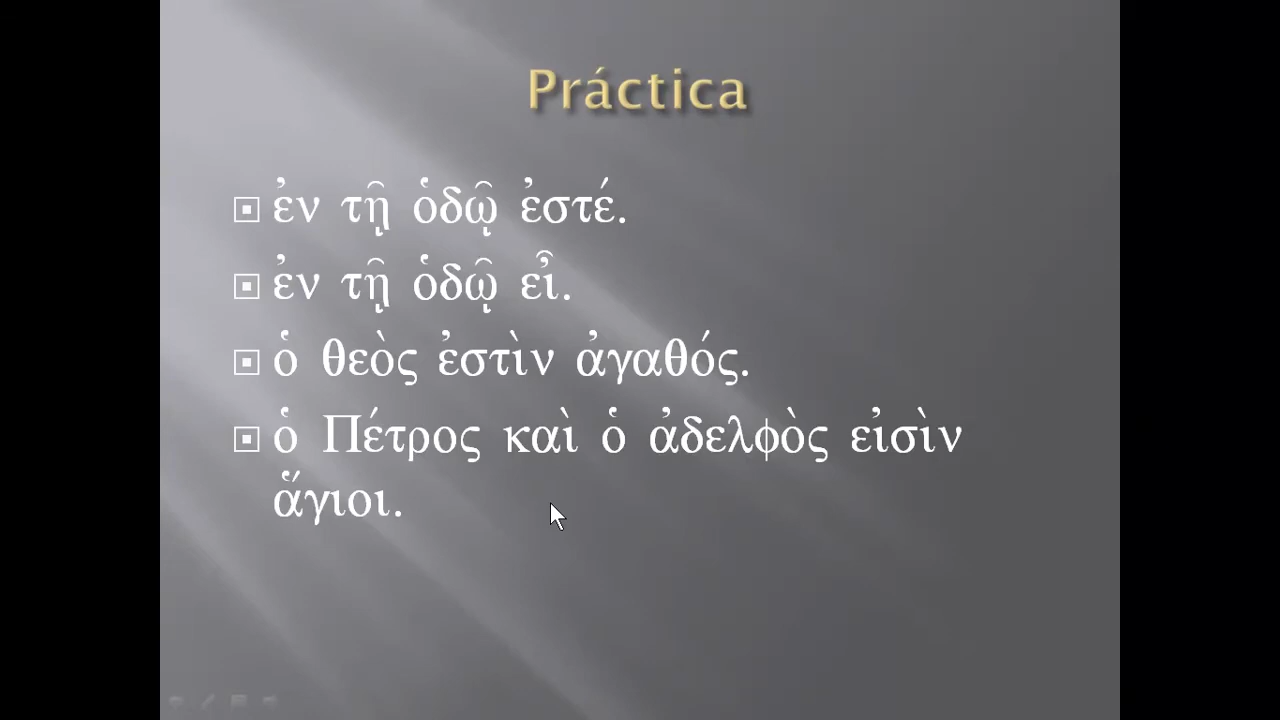 Práctica
ἐν τῇ ὁδῷ ἐστέ.
ἐν τῇ ὁδῷ εἶ.
ὁ θεὸς ἐστὶν ἀγαθός.
ὁ Πέτρος καὶ ὁ ἀδελφὸς εἰσὶν
ἅγιοι.